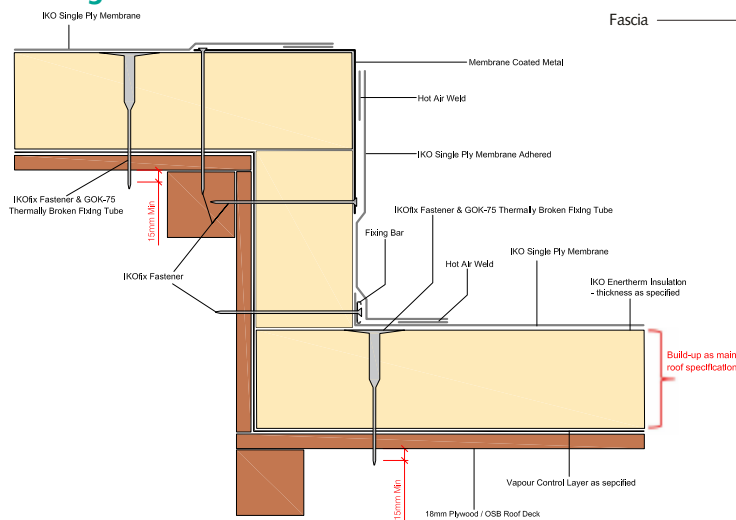 IKO Single Ply Membrane
Fascia
Membrane Coated Metal
Hot Air Weld
IKO Single Ply Membrane Adhered
IKOfix Fastener & GOK-75
Thermally Broken Fixing Tube
15mm Min
IKOfix Fastener & GOK-75 Thermally Broken Fixing Tube
Fixing Bar
IKO Single Ply Membrane
Hot Air Weld
IKOfix Fastener
IKO Enertherm Insulation
- thickness as specified
Build-up as main
roof specification
Vapour Control Layer as sepcified
15mm Min
18mm Plywood / OSB Roof Deck